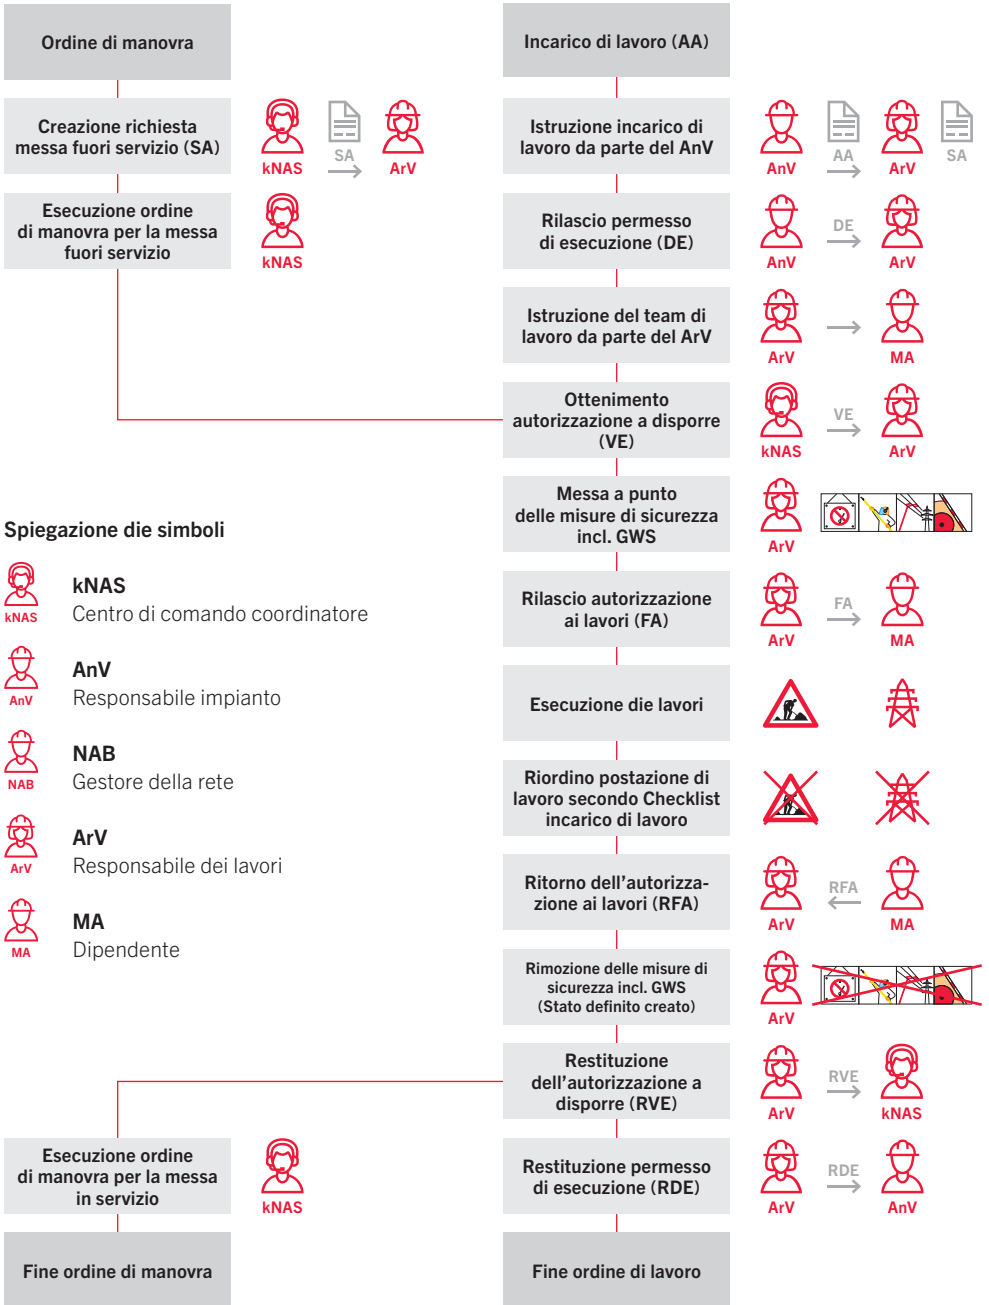 Ordine di manovra
Creazione richiesta
messa fuori servizio (SA)
kNAS
SA
ArV
Esecuzione ordine
di manovra per la messa
fuori servizio
kNAS
Incarico di lavoro (AA)
Istruzione incarico di
lavoro da parte del AnV
AnV
AA
ArV
SA
Rilascio permesso
di esecuzione (DE)
AnV
DE
ArV
Istruzione del team di
lavoro da parte del ArV
ArV
MA
Ottenimento
autorizzazione a disporre
(VE)
kNAS
VE
ArV
Messa a punto
delle misure di sicurezza
incl. GWS
ArV
Rilascio autorizzazione
ai lavori (FA)
ArV
FA
MA
Esecuzione die lavori
Riordino postazione di
lavoro secondo Checklist
incarico di lavoro
Ritorno dell'autorizza-
zione ai lavori (RFA)
ArV
RFA
MA
Rimozione delle misure di
sicurezza incl. GWS
(Stato definito creato)
ArV
Restituzione
dell'autorizzazione a
disporre (RVE)
ArV
RVE
kNAS
Restituzione permesso
di esecuzione (RDE)
ArV
RDE
AnV
Fine ordine di lavoro
Spiegazione die simboli
kNAS
kNAS
Centro di comando coordinatore
AnV
AnV
Responsabile impianto
NAB
NAB
Gestore della rete
ArV
ArV
Responsabile dei lavori
MA
MA
Dipendente
Esecuzione ordine
di manovra per la messa
in servizio
kNAS
Fine ordine di manovra